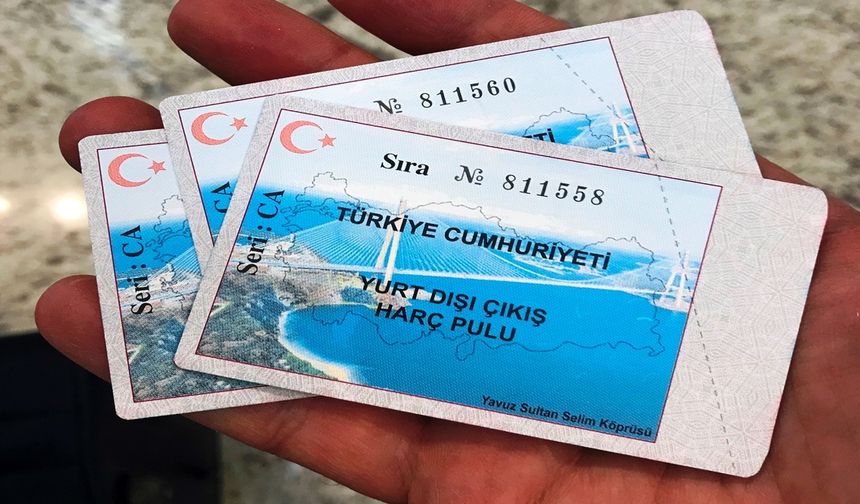 № 811560
ETİ
Seri : CA
Seri : CA
Sıra № 811558
TÜRKİYE CUMHURİYETİ
YURT DIŞI ÇIKIŞ
HARÇ PULU
Yavuz Sultan Selim Köprüsü